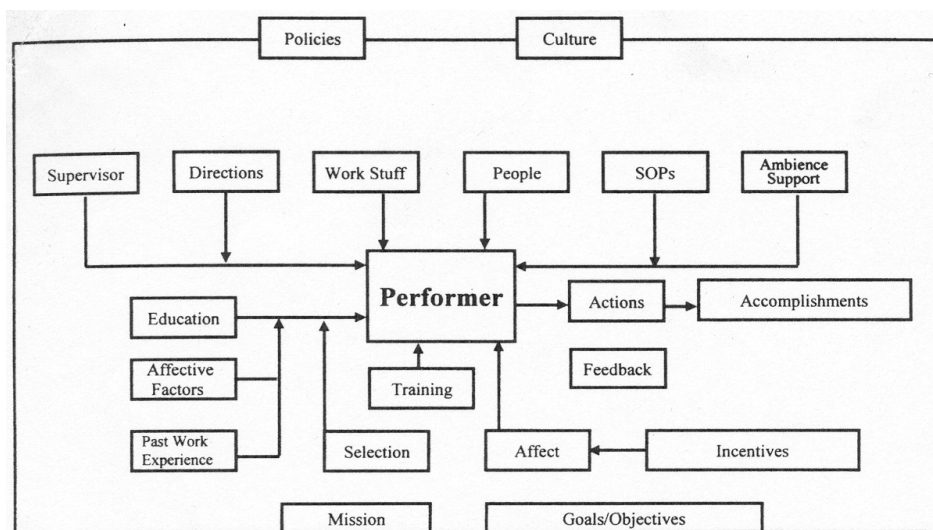 Policies
Culture
Supervisor
Directions
Work Stuff
People
SOPs
Ambience
Support
Performer
Education
Actions
Accomplishments
Affective
Factors
Training
Feedback
Past Work
Experience
Selection
Affect
Incentives
Mission
Goals/Objectives